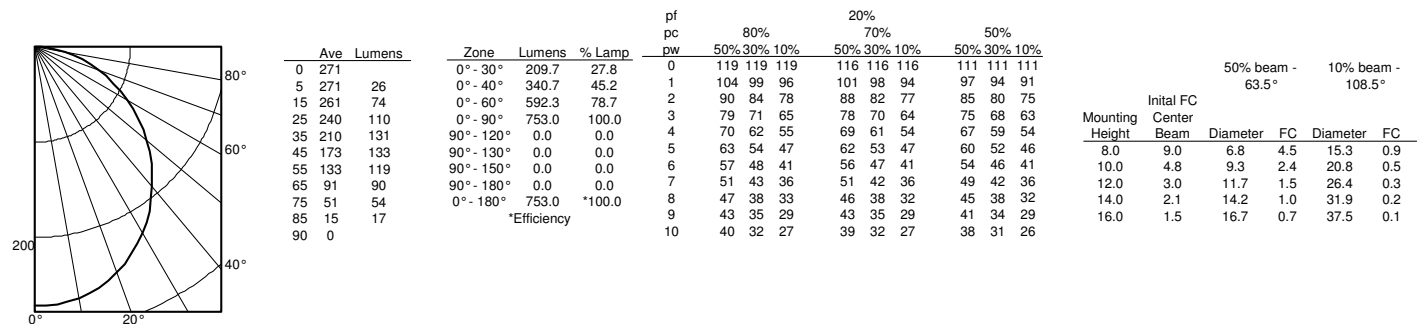 80°
60°
40°
200
0° 20°
Ave Lumens
0 271
5 271 26
15 261 74
25 240 110
35 210 131
45 173 133
55 133 119
65 91 90
75 51 54
85 15 17
90 0
Zone Lumens % Lamp
0° - 30° 209.7 27.8
0° - 40° 340.7 45.2
0° - 60° 592.3 78.7
0° - 90° 753.0 100.0
90° - 120° 0.0 0.0
90° - 130° 0.0 0.0
90° - 150° 0.0 0.0
90° - 180° 0.0 0.0
0° - 180° 753.0 *100.0
*Efficiency
pf 20%
pc 80% 70% 50%
pw 50% 30% 10% 50% 30% 10% 50% 30% 10%
0 119 119 119 116 116 116 111 111 111
1 104 99 96 101 98 94 97 94 91
2 90 84 78 88 82 77 85 80 75
3 79 71 65 78 70 64 75 68 63
4 70 62 55 69 61 54 67 59 54
5 63 54 47 62 53 47 60 52 46
6 57 48 41 56 47 41 54 46 41
7 51 43 36 51 42 36 49 42 36
8 47 38 33 46 38 32 45 38 32
9 43 35 29 43 35 29 41 34 29
10 40 32 27 39 32 27 38 31 26
50% beam - 10% beam -
63.5° 108.5°
Inital FC
Mounting Center
Height Beam Diameter FC Diameter FC
8.0 9.0 6.8 4.5 15.3 0.9
10.0 4.8 9.3 2.4 20.8 0.5
12.0 3.0 11.7 1.5 26.4 0.3
14.0 2.1 14.2 1.0 31.9 0.2
16.0 1.5 16.7 0.7 37.5 0.1